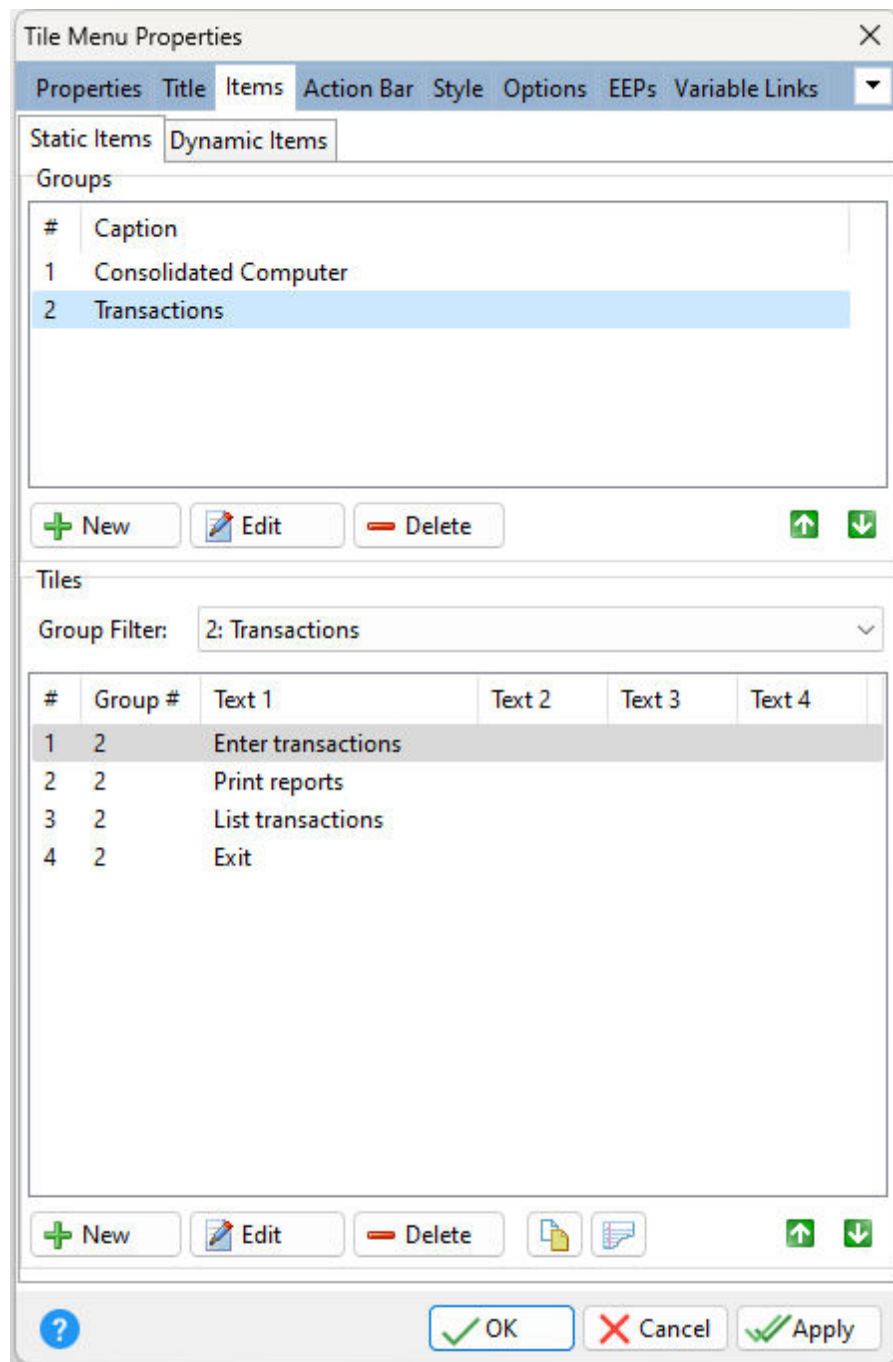 Tile Menu Properties
Properties Title Items Action Bar Style Options EEPs Variable Links
Static Items Dynamic Items
Groups
# Caption
1 Consolidated Computer
2 Transactions
New Edit Delete
Tiles
Group Filter: 2: Transactions
# Group # Text 1 Text 2 Text 3 Text 4
1 2 Enter transactions
2 2 Print reports
3 2 List transactions
4 2 Exit
New Edit Delete
? OK Cancel Apply